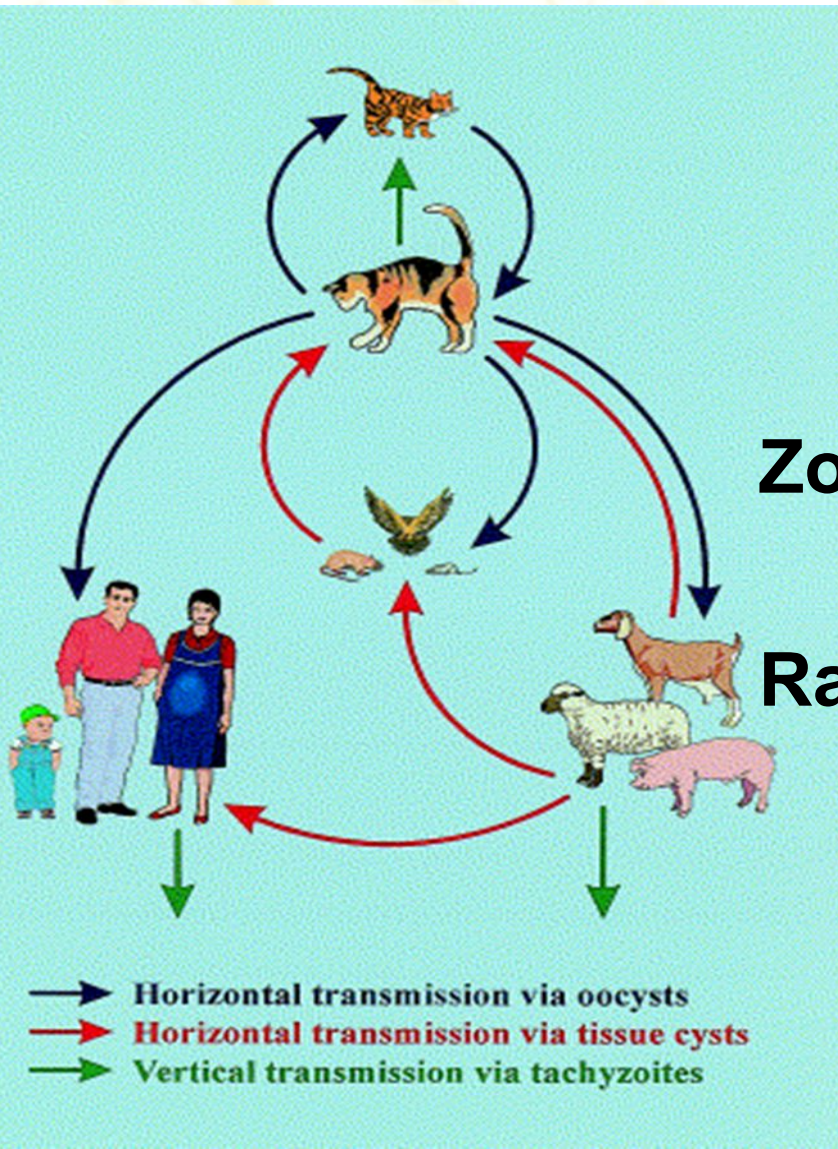 Zo
Ra
Horizontal transmission via oocysts
Horizontal transmission via tissue cysts
Vertical transmission via tachyzoites